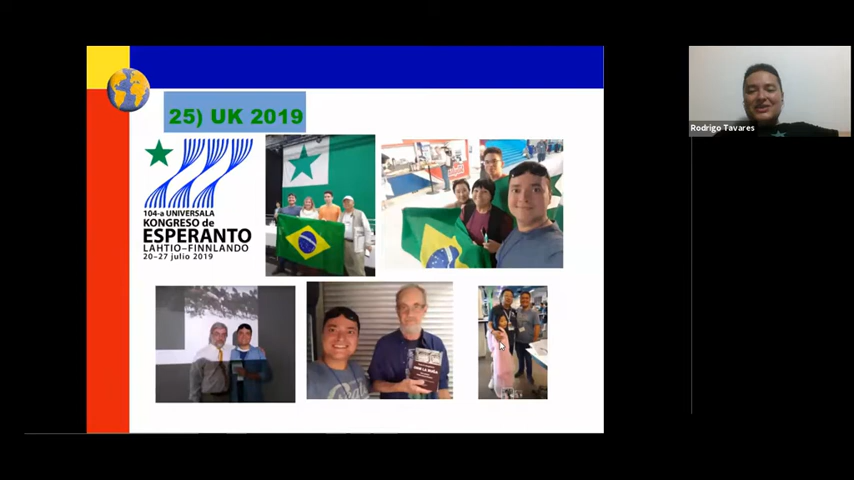 25) UK 2019
104-a UNIVERSALA
KONGRESO de
ESPERANTO
LAHTIO–FINNLANDO
20–27 julio 2019
Rodrigo Tavares